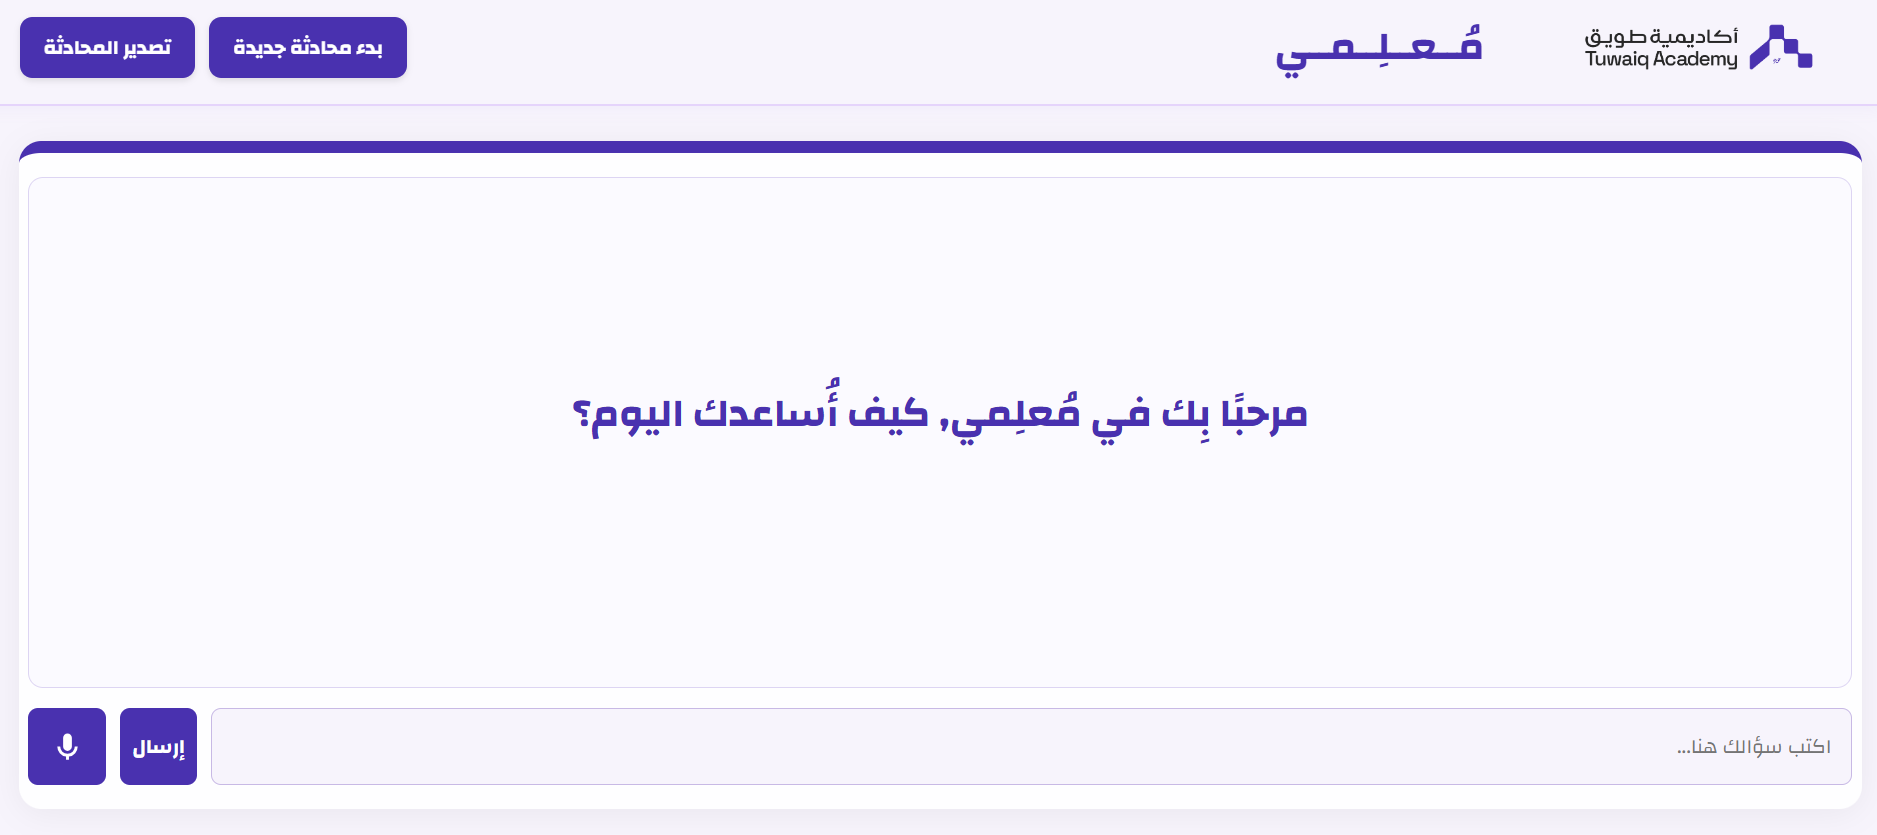 أكاديمية طويق
Tuwaiq Academy
مُـعـلِـمـي
بدء محادثة جديدة
تصدير المحادثة
مرحبًا بِك في مُعلِمي, كيف أُساعدك اليوم؟
اكتب سؤالك هنا...
إرسال